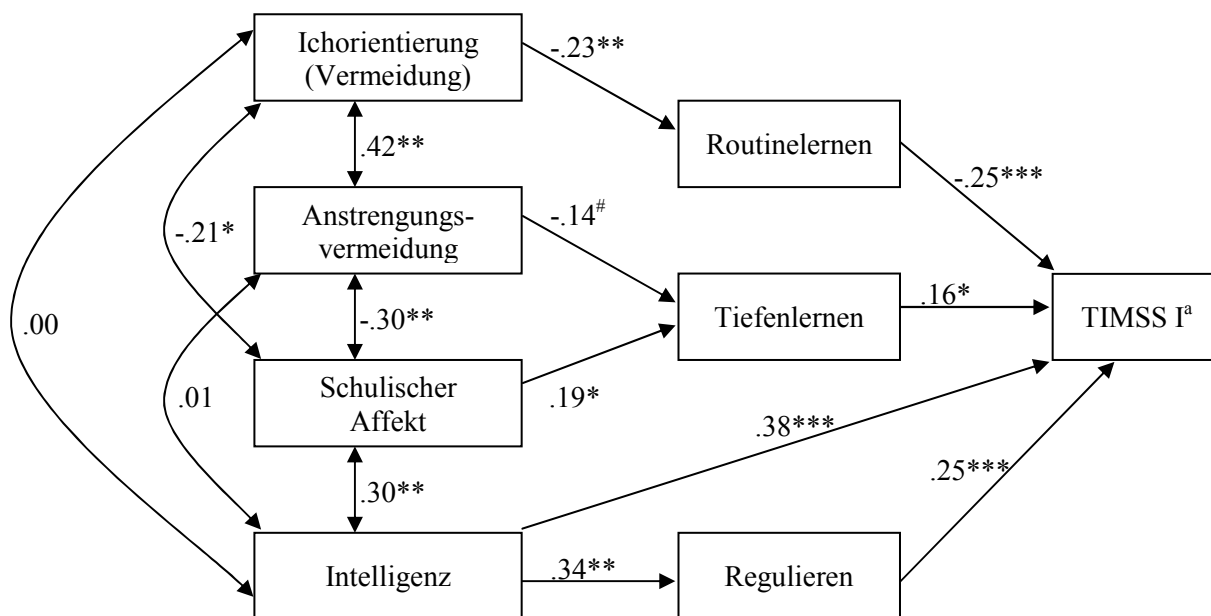 Ichorientierung
(Vermeidung)
-.23**
Routinelernen
.42**
-.25***
Anstrengungs-
vermeidung
-.14#
-.21*
Tiefenlernen
.16*
TIMSS Iª
.00
-.30**
Schulischer
Affekt
.19*
.01
.38***
.30**
.25***
Intelligenz
.34**
Regulieren